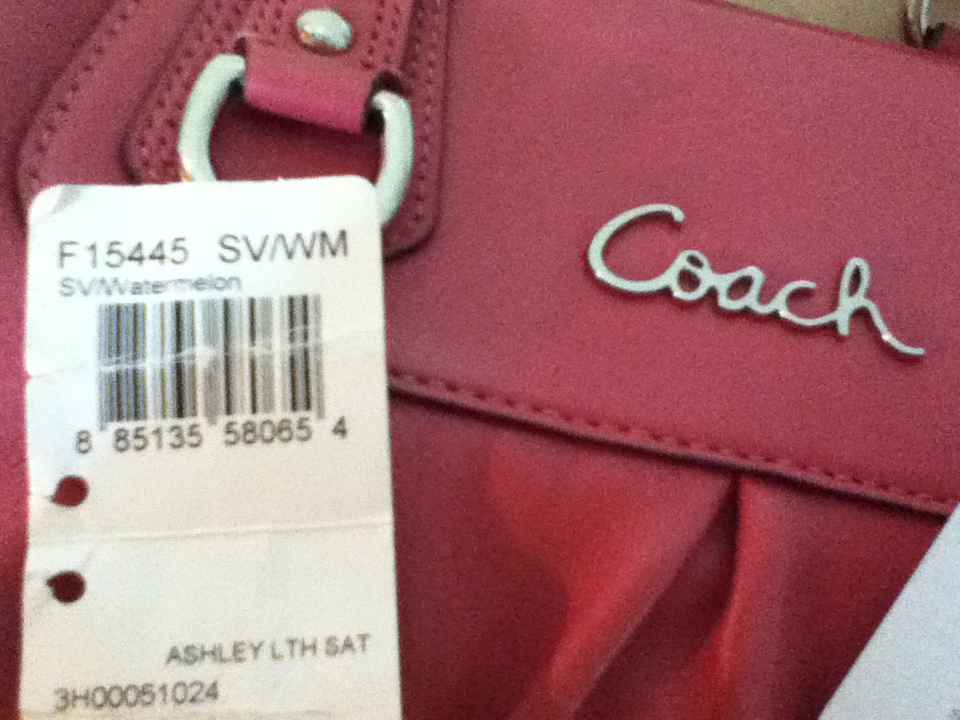 F15445 SV/WM
SV/Watermelon
8 85135 58065 4
ASHLEY LTH SAT
3H00051024
Coach